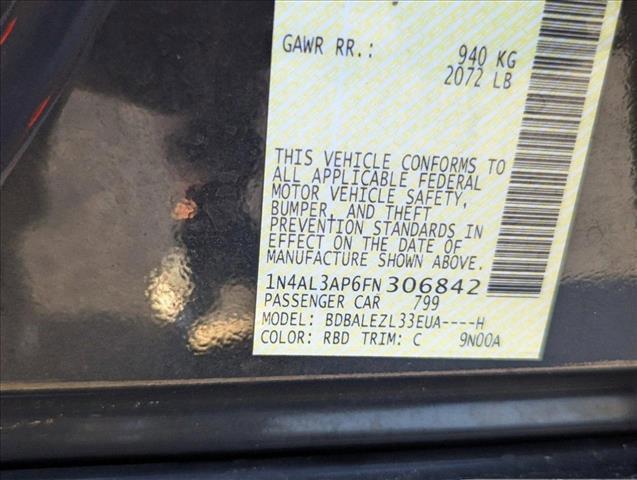 GAWR RR.: 940 KG
2072 LB
THIS VEHICLE CONFORMS TO
ALL APPLICABLE FEDERAL
MOTOR VEHICLE SAFETY,
BUMPER, AND THEFT
PREVENTION STANDARDS IN
EFFECT ON THE DATE OF
MANUFACTURE SHOWN ABOVE.
1N4AL3AP6FN306842
PASSENGER CAR 799
MODEL: BDBALEZL33EUA----H
COLOR: RBD TRIM: C 9N00A